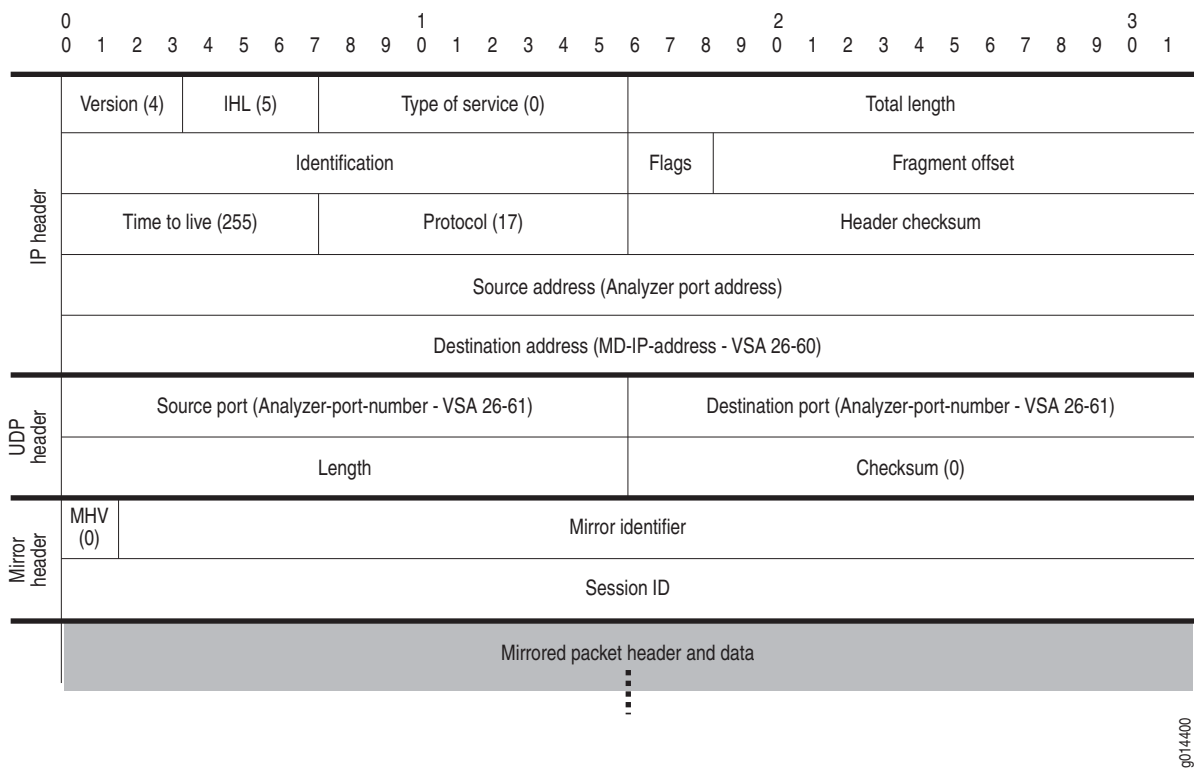 0 1 2 3
0 1 2 3 4 5 6 7 8 9 0 1 2 3 4 5 6 7 8 9 0 1 2 3 4 5 6 7 8 9 0 1
IP header
Version (4) IHL (5) Type of service (0) Total length
Identification Flags Fragment offset
Time to live (255) Protocol (17) Header checksum
Source address (Analyzer port address)
Destination address (MD-IP-address - VSA 26-60)
UDP
header
Source port (Analyzer-port-number - VSA 26-61) Destination port (Analyzer-port-number - VSA 26-61)
Length Checksum (0)
Mirror
header
MHV
(0)
Mirror identifier
Session ID
Mirrored packet header and data
g014400